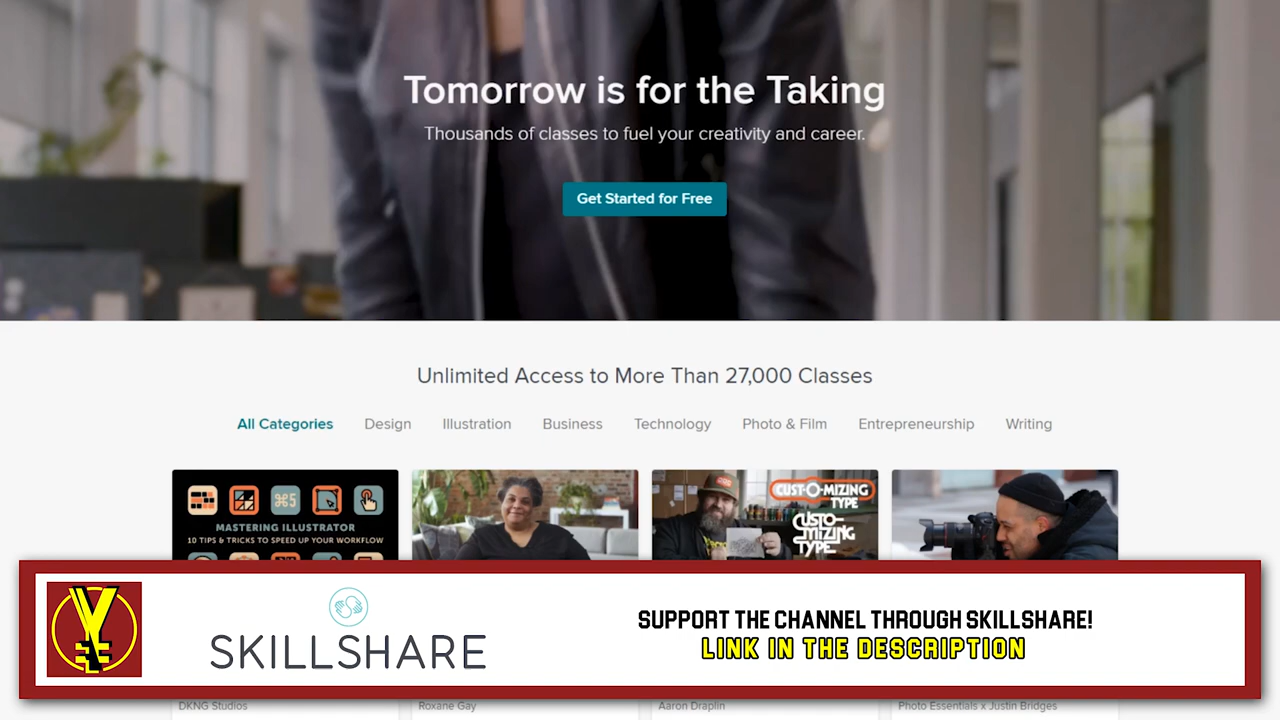 Tomorrow is for the Taking
Thousands of classes to fuel your creativity and career.
Get Started for Free
Unlimited Access to More Than 27,000 Classes
All Categories Design Illustration Business Technology Photo & Film Entrepreneurship Writing
⌘5
MASTERING ILLUSTRATOR
10 TIPS & TRICKS TO SPEED UP YOUR WORKFLOW
CUST-O-MIZING
TYPE
CUSTO-
MIZING
TYPE
SKILLSHARE
SUPPORT THE CHANNEL THROUGH SKILLSHARE!
LINK IN THE DESCRIPTION
DKNG Studios
Roxane Gay
Aaron Draplin
Photo Essentials x Justin Bridges